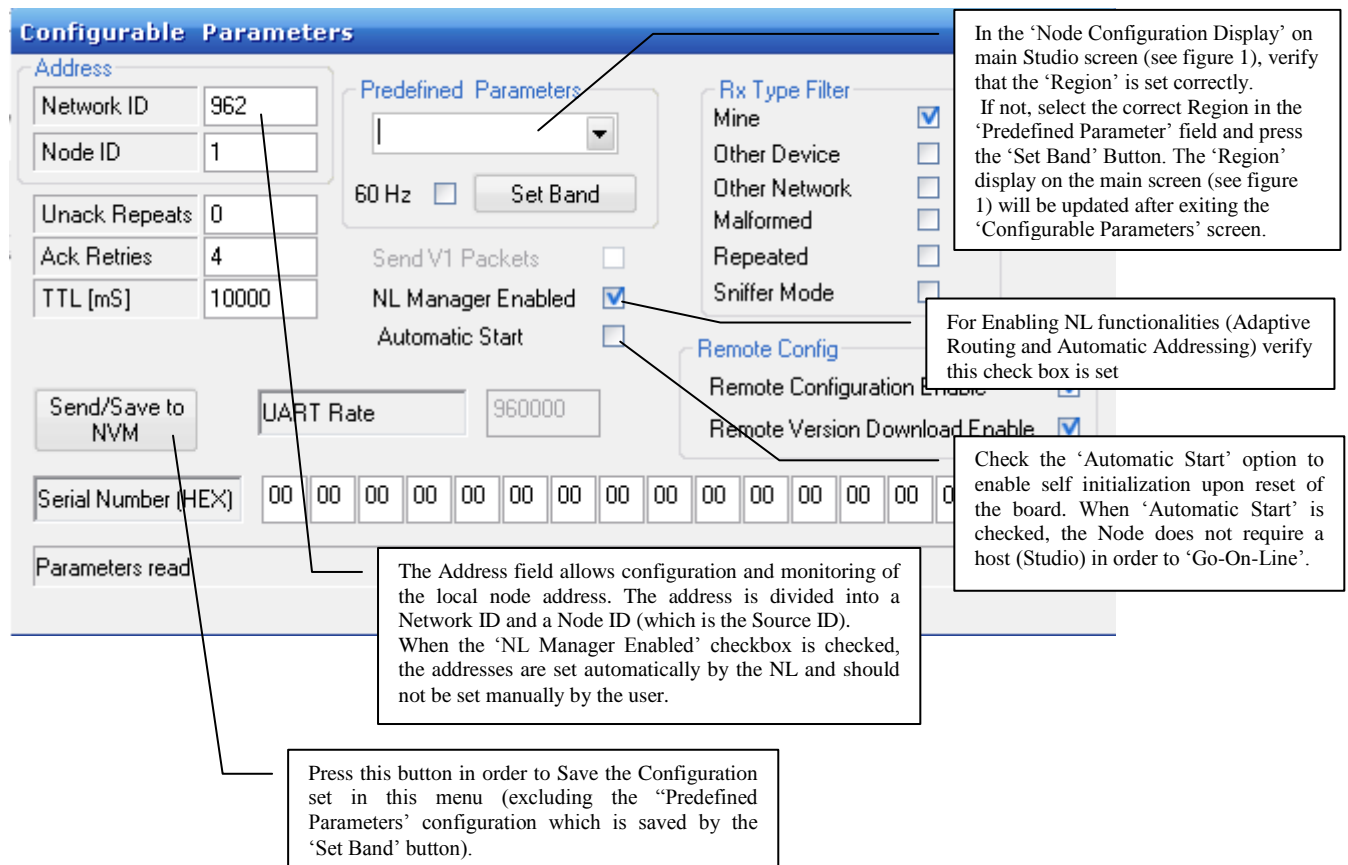 Configurable Parameters
Address
Network ID 962
Node ID 1
Unack Repeats 0
Ack Retries 4
TTL [mS] 10000
Predefined Parameters
60 Hz Set Band
Send V1 Packets
NL Manager Enabled
Automatic Start
Rx Type Filter
Mine
Other Device
Other Network
Malformed
Repeated
Sniffer Mode
Remote Config
Remote Configuration Enable
Remote Version Download Enable
Send/Save to
NVM
UART Rate 960000
Serial Number (HEX) 00 00 00 00 00 00 00 00 00 00 00 00 00 00
Parameters read
In the ‘Node Configuration Display’ on
main Studio screen (see figure 1), verify
that the ‘Region’ is set correctly.
If not, select the correct Region in the
‘Predefined Parameter’ field and press
the ‘Set Band’ Button. The ‘Region’
display on the main screen (see figure
1) will be updated after exiting the
‘Configurable Parameters’ screen.
For Enabling NL functionalities (Adaptive
Routing and Automatic Addressing) verify
this check box is set
Check the ‘Automatic Start’ option to
enable self initialization upon reset of
the board. When ‘Automatic Start’ is
checked, the Node does not require a
host (Studio) in order to ‘Go-On-Line’.
The Address field allows configuration and monitoring of
the local node address. The address is divided into a
Network ID and a Node ID (which is the Source ID).
When the ‘NL Manager Enabled’ checkbox is checked,
the addresses are set automatically by the NL and should
not be set manually by the user.
Press this button in order to Save the Configuration
set in this menu (excluding the “Predefined
Parameters’ configuration which is saved by the
‘Set Band’ button).